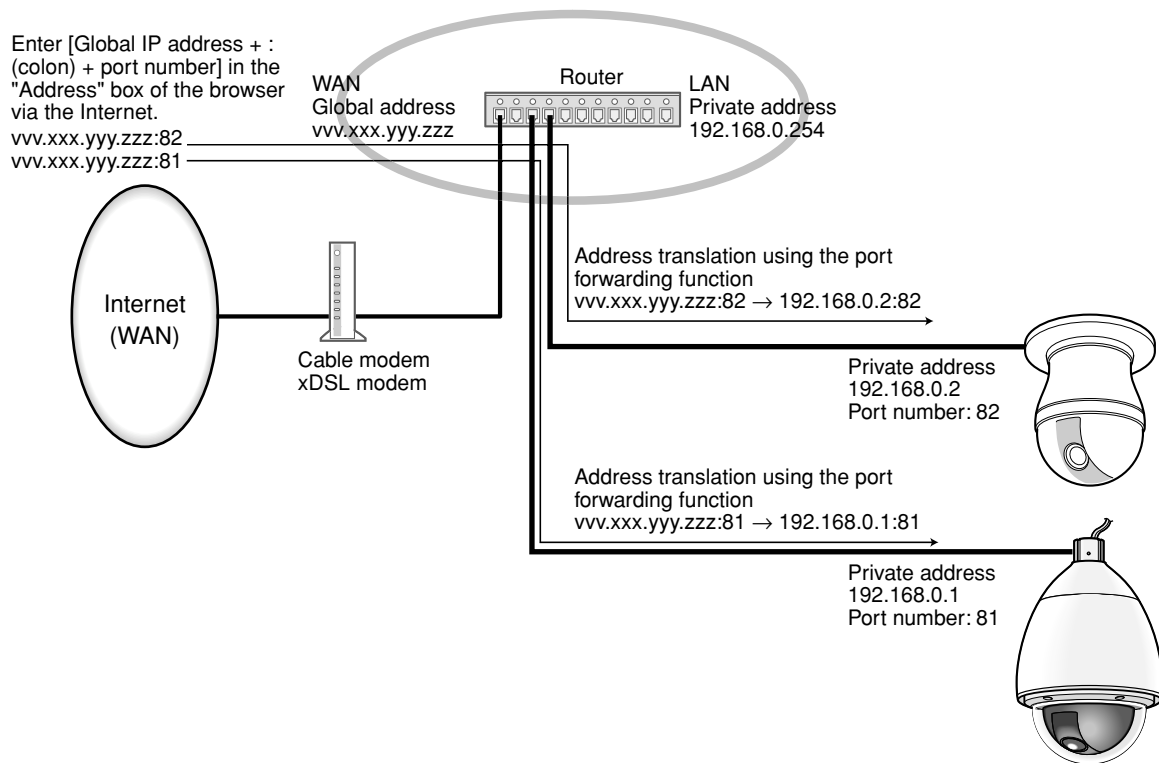 Enter [Global IP address + :
(colon) + port number] in the
"Address" box of the browser
via the Internet.
vvv.xxx.yyy.zzz:82
vvv.xxx.yyy.zzz:81
WAN
Global address
vvv.xxx.yyy.zzz
Router
LAN
Private address
192.168.0.254
Internet
(WAN)
Cable modem
xDSL modem
Address translation using the port
forwarding function
vvv.xxx.yyy.zzz:82 → 192.168.0.2:82
Private address
192.168.0.2
Port number: 82
Address translation using the port
forwarding function
vvv.xxx.yyy.zzz:81 → 192.168.0.1:81
Private address
192.168.0.1
Port number: 81